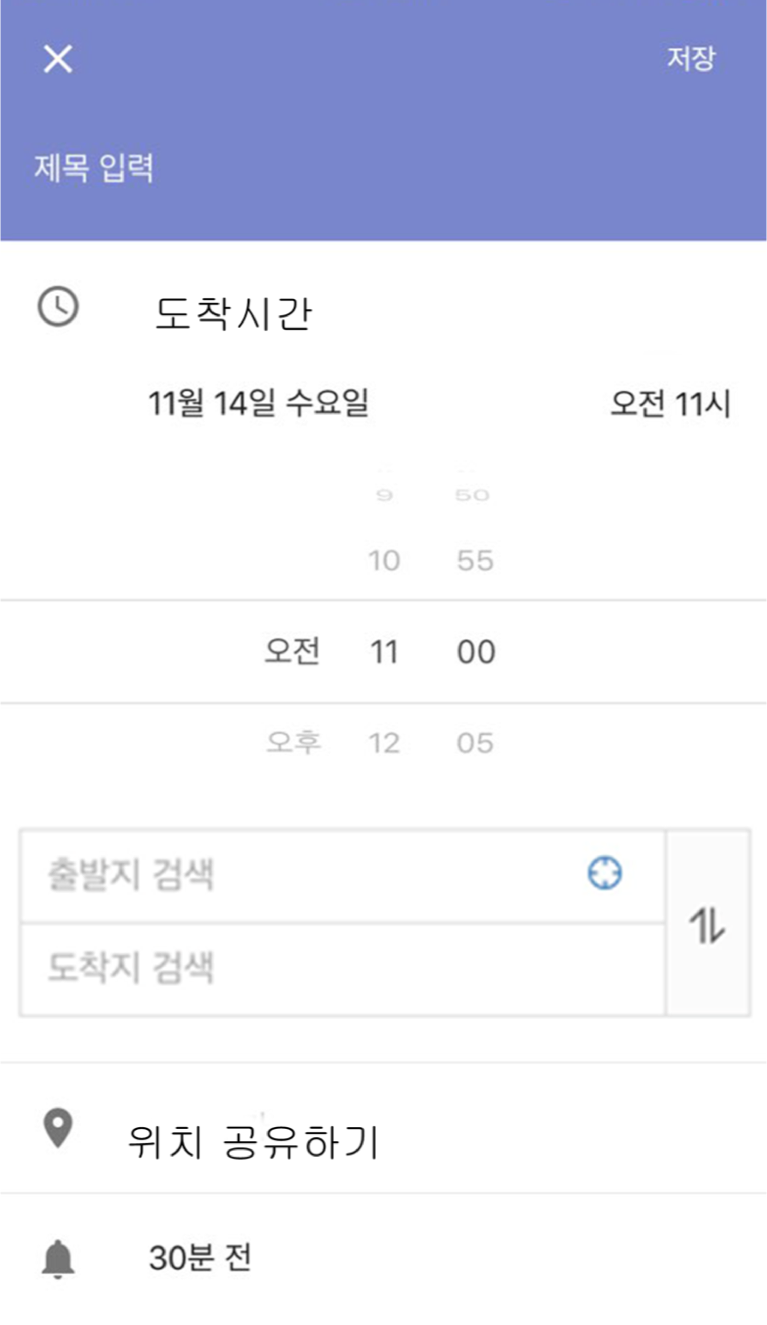 저장
제목 입력
도착시간
11월 14일 수요일 오전 11시
9 50
10 55
오전 11 00
오후 12 05
출발지 검색
도착지 검색
위치 공유하기
30분 전